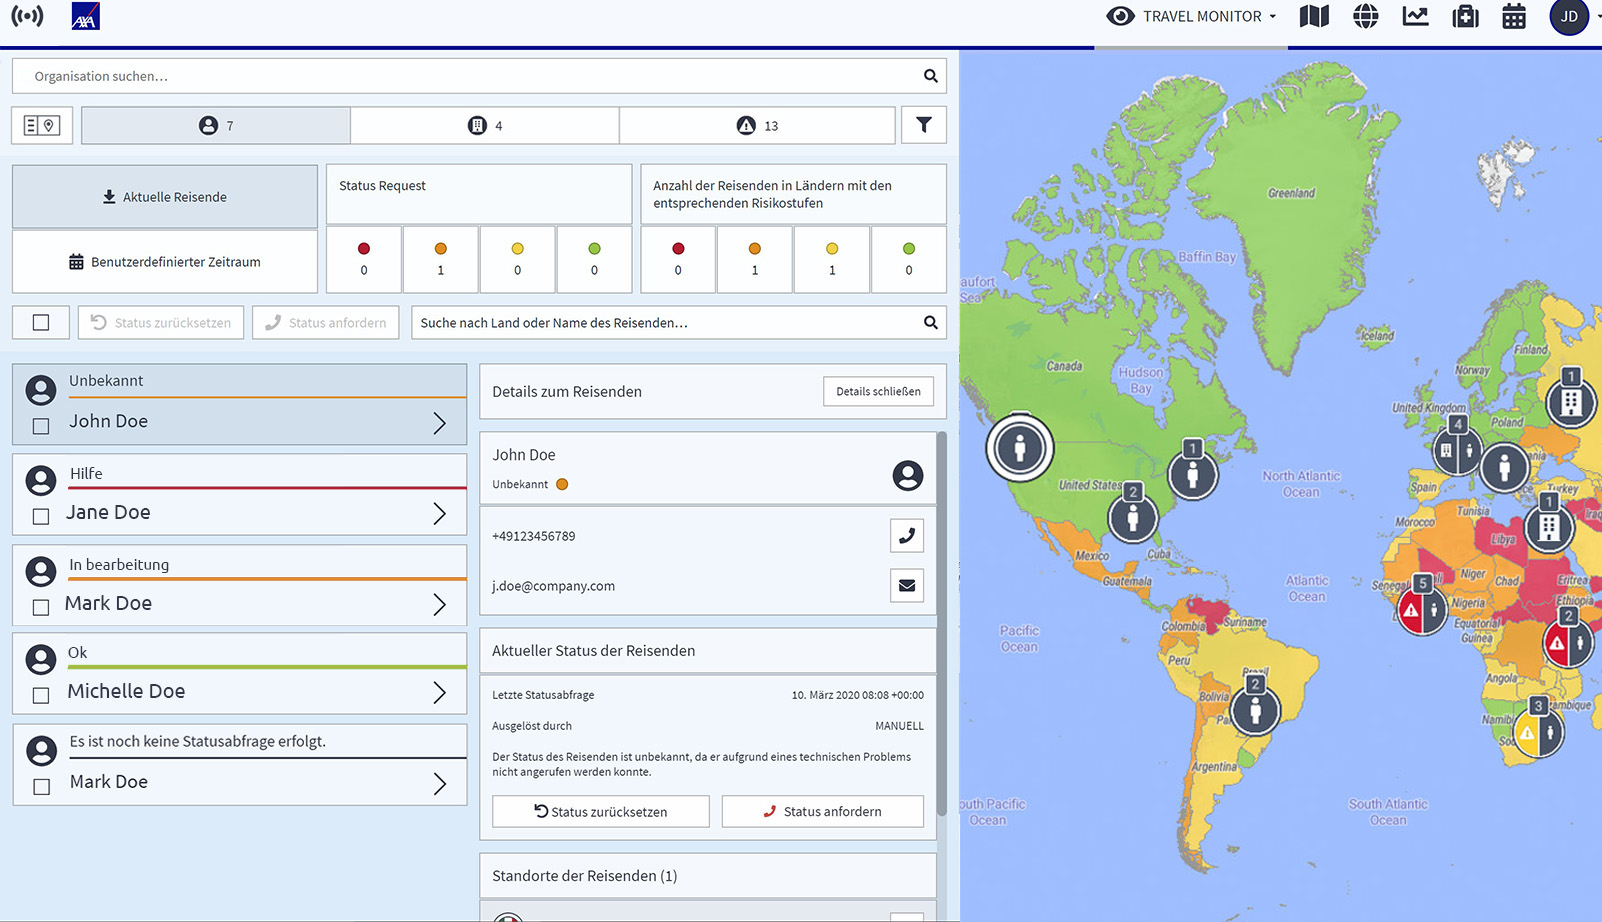 AXA
TRAVEL MONITOR
JD
Organisation suchen...
7
4
13
Aktuelle Reisende
Benutzerdefinierter Zeitraum
Status Request
0
1
0
0
Anzahl der Reisenden in Ländern mit den
entsprechenden Risikostufen
0
1
1
0
Status zurücksetzen
Status anfordern
Suche nach Land oder Name des Reisenden...
Unbekannt
John Doe
Hilfe
Jane Doe
In bearbeitung
Mark Doe
Ok
Michelle Doe
Es ist noch keine Statusabfrage erfolgt.
Mark Doe
Details zum Reisenden
Details schließen
John Doe
Unbekannt
+49123456789
j.doe@company.com
Aktueller Status der Reisenden
Letzte Statusabfrage
10. März 2020 08:08 +00:00
Ausgelöst durch
MANUELL
Der Status des Reisenden ist unbekannt, da er aufgrund eines technischen Problems
nicht angerufen werden konnte.
Status zurücksetzen
Status anfordern
Standorte der Reisenden (1)
Greenland
Baffin Bay
aufort
Sea
Iceland
Canada
Hudson
Bay
Finland
Norway
United Kingdom
Poland
1
4
1
2
United States
North Atlantic
Ocean
Spain
Turkey
1
Iraq
Morocco
Tunisia
Libya
Mexico
Cuba
Guatemala
Atlantic
Ocean
Senegal
5
Niger
Chad
Eritrea
Nigeria
Ethiopia
Equatorial
Guinea
2
Pacific
Ocean
Colombia
Suriname
Peru
Brazil
2
Bolivia
Angola
3
Namib
mbique
Argentina
outh Pacific
Ocean
South Atlantic
Ocean